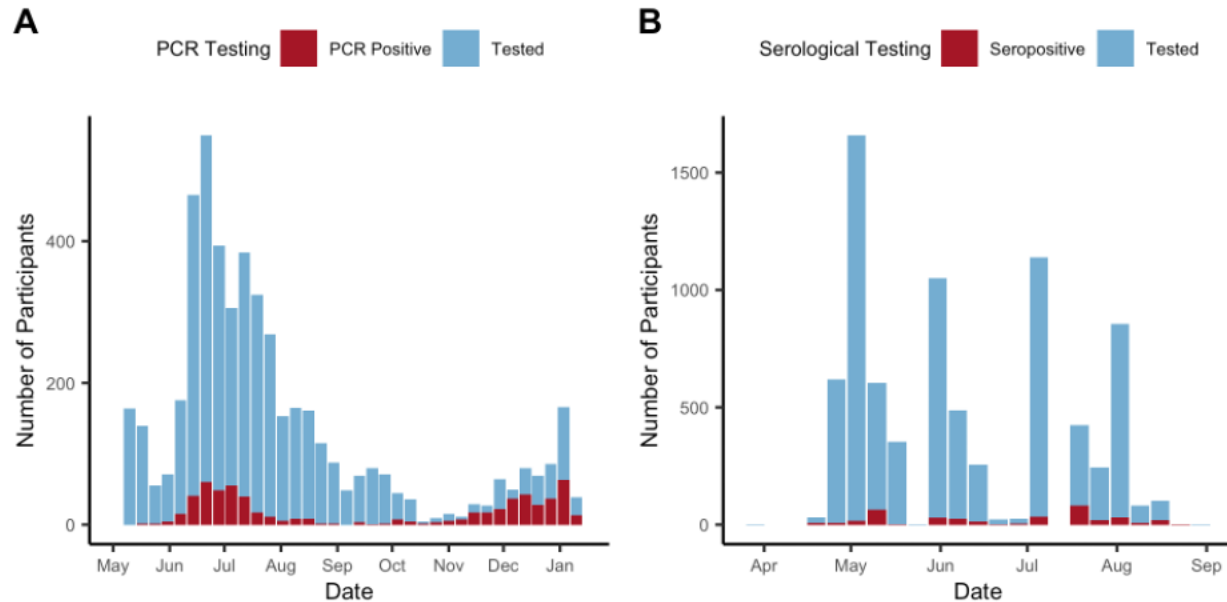 A
PCR Testing PCR Positive Tested
Number of Participants
400
200
0
May Jun Jul Aug Sep Oct Nov Dec Jan
Date
B
Serological Testing Seropositive Tested
Number of Participants
1500
1000
500
0
Apr May Jun Jul Aug Sep
Date